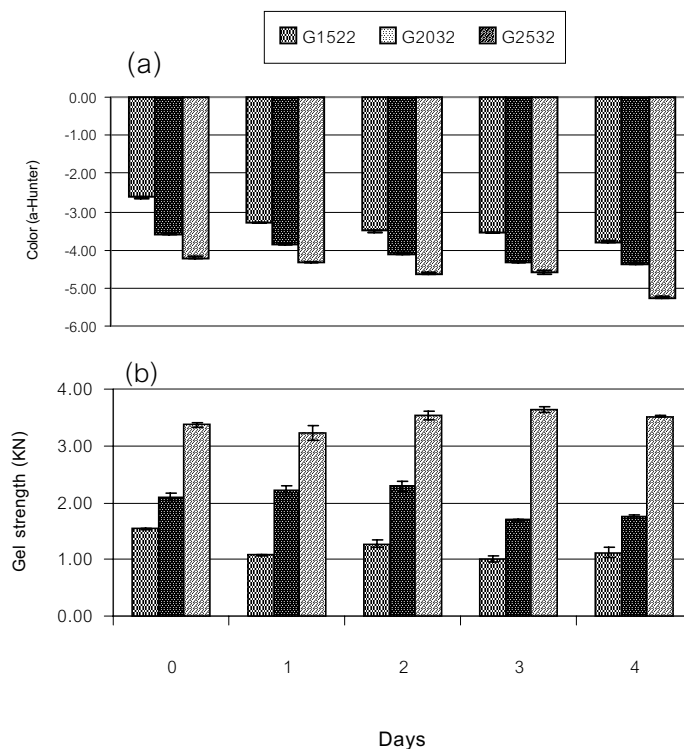 G1522 G2032 G2532
(a)
0.00
-1.00
-2.00
-3.00
-4.00
-5.00
-6.00
Color (a-Hunter)
(b)
4.00
3.00
2.00
1.00
0.00
Gel strength (KN)
0 1 2 3 4
Days